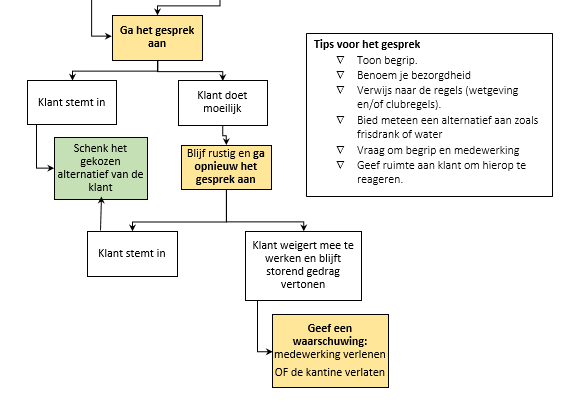 Ga het gesprek
aan
Klant stemt in
Klant doet
moeilijk
Schenk het
gekozen
alternatief van de
klant
Blijf rustig en ga
opnieuw het
gesprek aan
Klant stemt in
Klant weigert mee te
werken en blijft
storend gedrag
vertonen
Geef een
waarschuwing:
medewerking verlenen
OF de kantine verlaten
Tips voor het gesprek
∇ Toon begrip.
∇ Benoem je bezorgdheid
∇ Verwijs naar de regels (wetgeving
en/of clubregels).
∇ Bied meteen een alternatief aan zoals
frisdrank of water
∇ Vraag om begrip en medewerking
∇ Geef ruimte aan klant om hierop te
reageren.